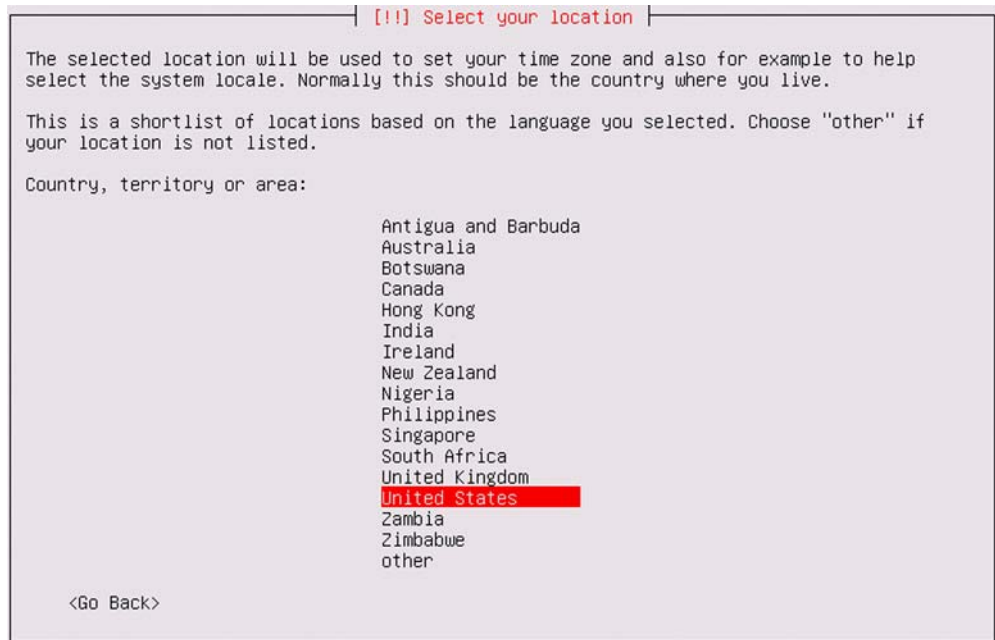 [!!] Select your location
The selected location will be used to set your time zone and also for example to help
select the system locale. Normally this should be the country where you live.
This is a shortlist of locations based on the language you selected. Choose "other" if
your location is not listed.
Country, territory or area:
Antigua and Barbuda
Australia
Botswana
Canada
Hong Kong
India
Ireland
New Zealand
Nigeria
Philippines
Singapore
South Africa
United Kingdom
United States
Zambia
Zimbabwe
other
<Go Back>